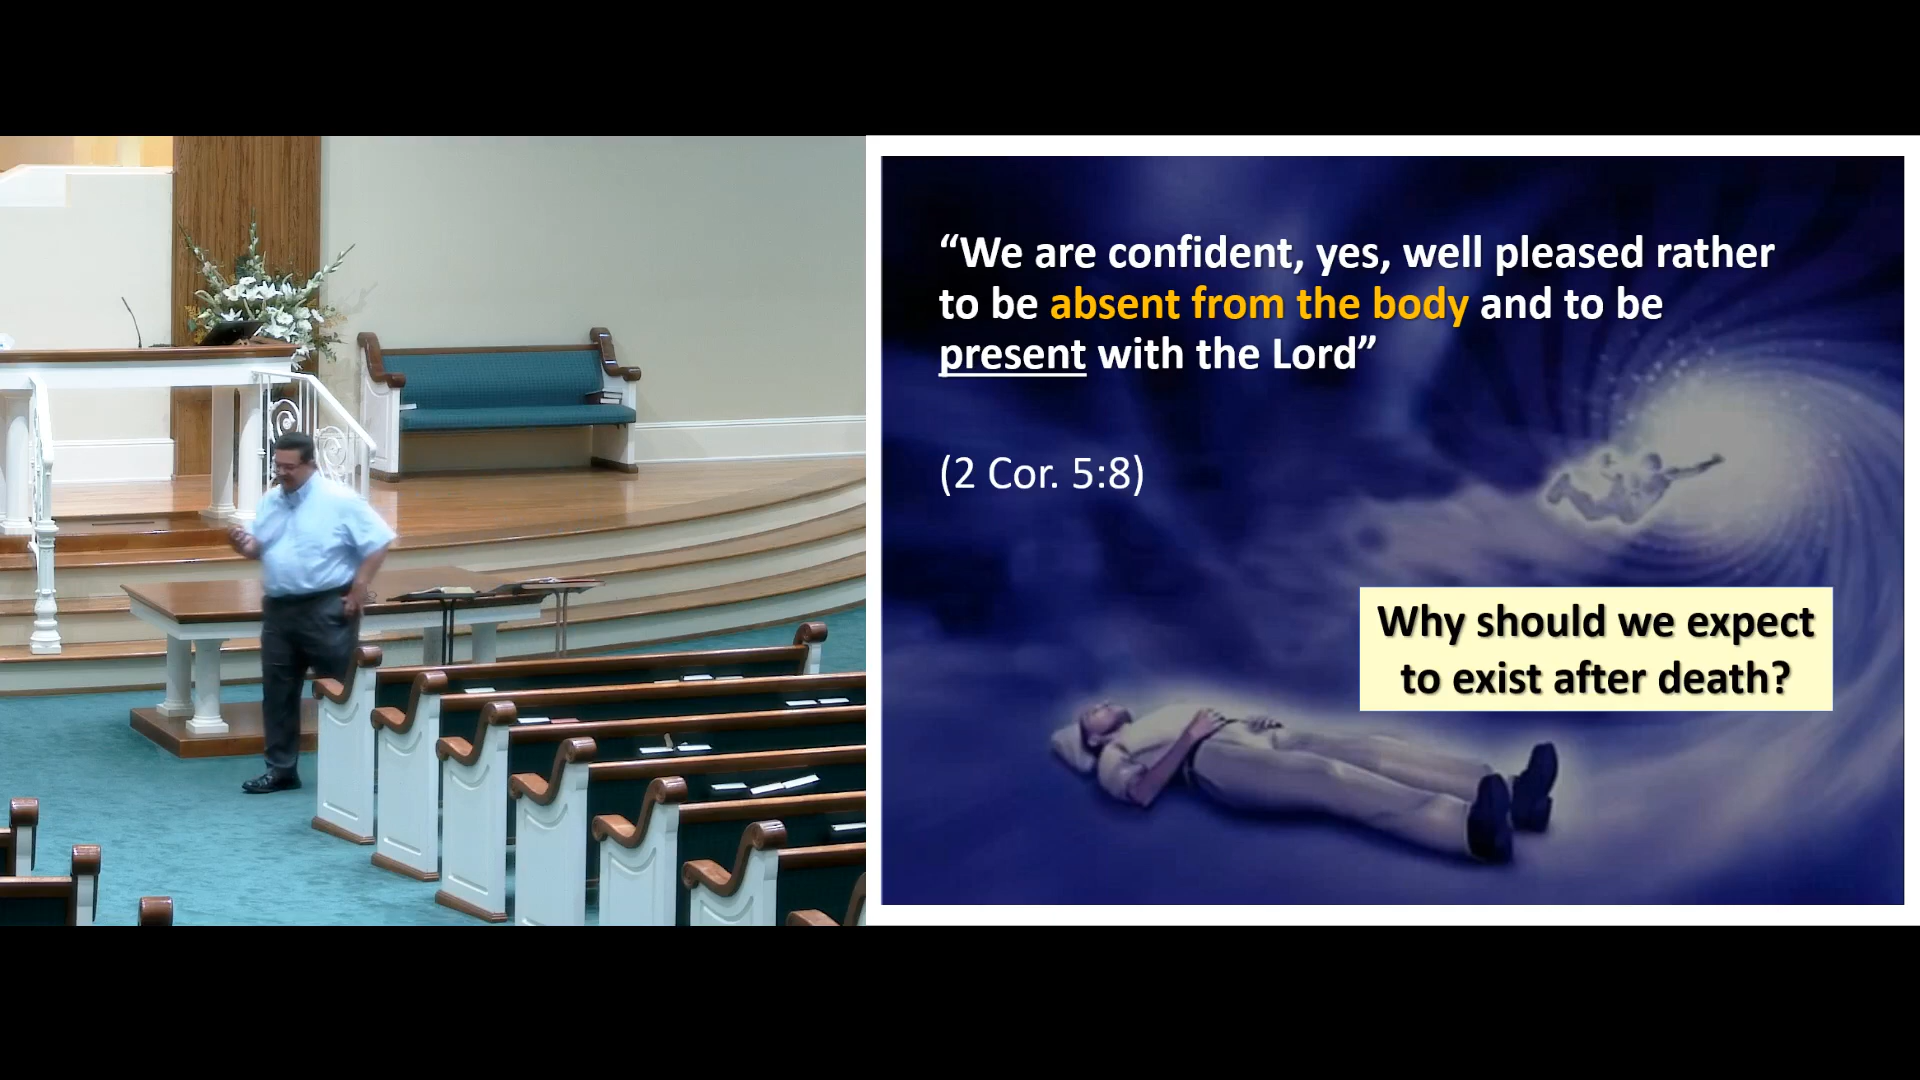 “We are confident, yes, well pleased rather
to be absent from the body and to be
present with the Lord”
(2 Cor. 5:8)
Why should we expect
to exist after death?